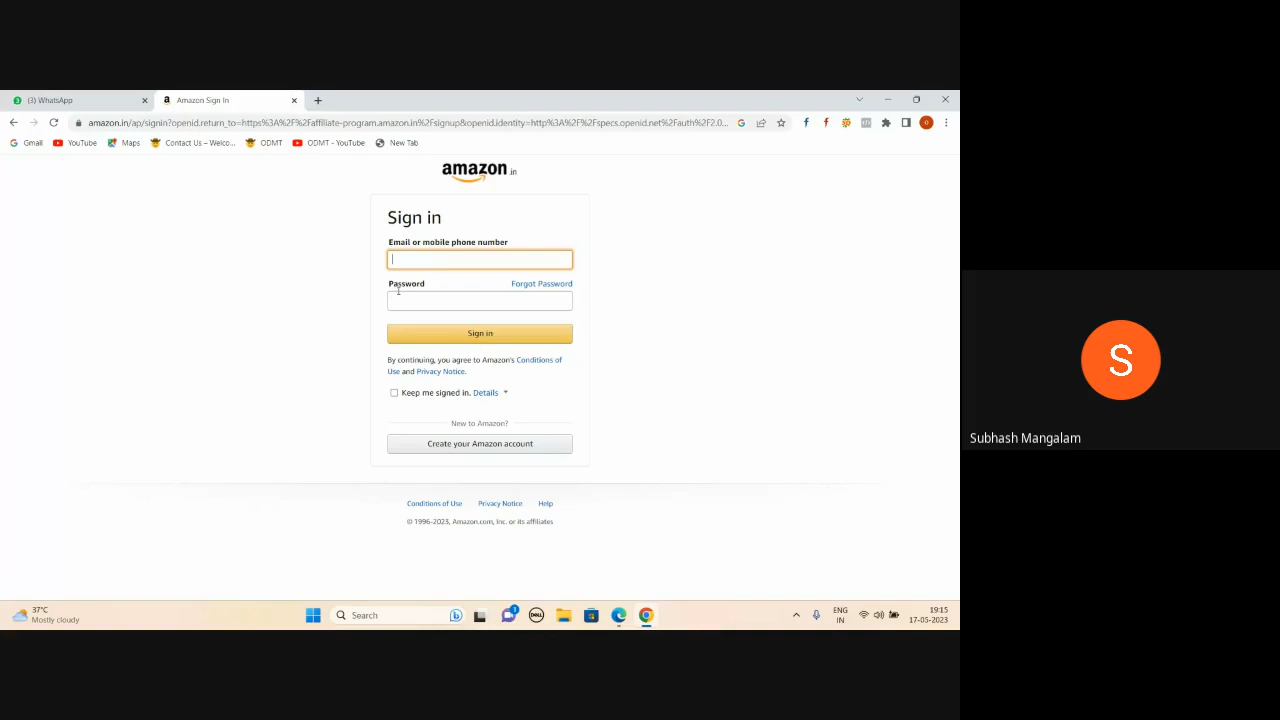 (3) WhatsApp
Amazon Sign In
amazon.in/ap/signin?openid.return_to=https%3A%2F%2Faffiliate-program.amazon.in%2Fsignup&openid.identity=http%3A%2F%2Fspecs.openid.net%2Fauth%2F2.0...
Gmail YouTube Maps Contact Us – Welco... ODMT ODMT - YouTube New Tab
amazon.in
Sign in
Email or mobile phone number
Password Forgot Password
Sign in
By continuing, you agree to Amazon's Conditions of
Use and Privacy Notice.
Keep me signed in. Details
New to Amazon?
Create your Amazon account
Conditions of Use Privacy Notice Help
© 1996-2023, Amazon.com, Inc. or its affiliates
S
Subhash Mangalam
37°C
Mostly cloudy
Search
DELL
1
ENG
IN
19:15
17-05-2023